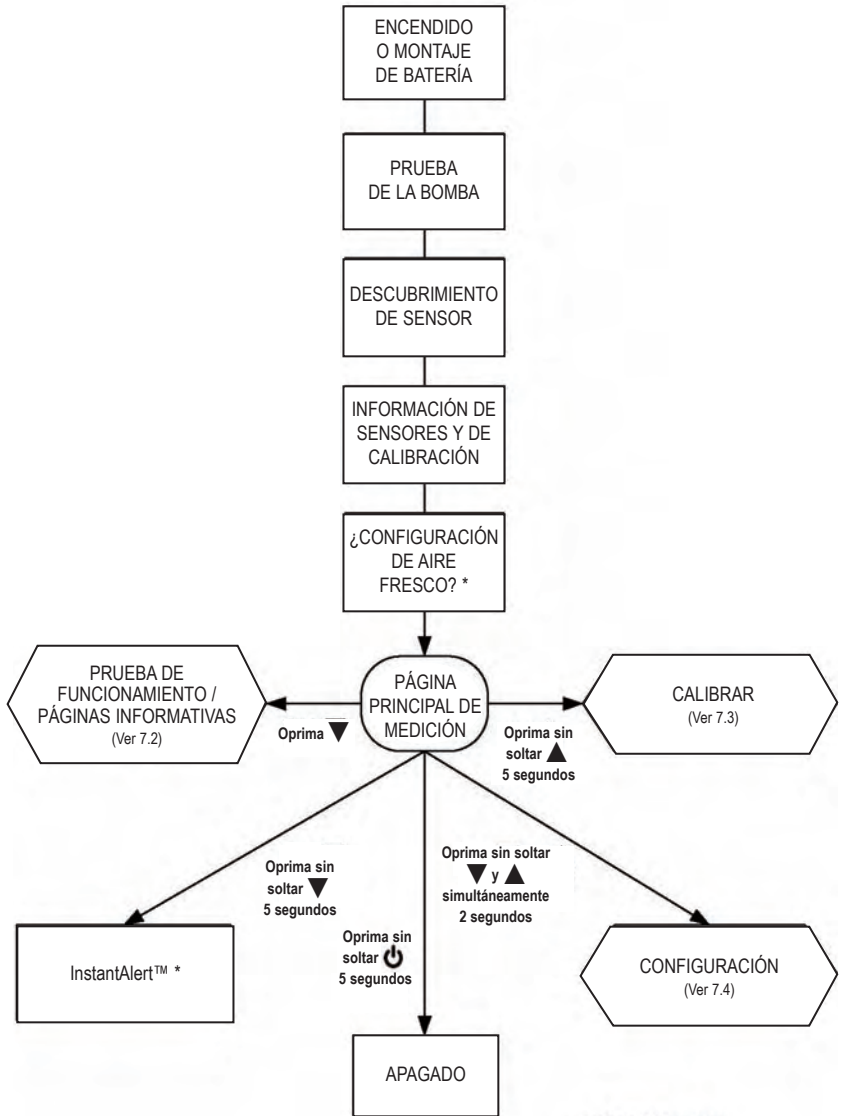 ENCENDIDO
O MONTAJE
DE BATERÍA
PRUEBA
DE LA BOMBA
DESCUBRIMIENTO
DE SENSOR
INFORMACIÓN DE
SENSORES Y DE
CALIBRACIÓN
¿CONFIGURACIÓN
DE AIRE
FRESCO? *
PRUEBA DE
FUNCIONAMIENTO /
PÁGINAS INFORMATIVAS
(Ver 7.2)
Oprima ▼
PÁGINA
PRINCIPAL DE
MEDICIÓN
Oprima sin
soltar ▲
5 segundos
CALIBRAR
(Ver 7.3)
Oprima sin
soltar ▼
5 segundos
InstantAlert™ *
Oprima sin
soltar ⏻
5 segundos
APAGADO
Oprima sin soltar
▼ y ▲
simultáneamente
2 segundos
CONFIGURACIÓN
(Ver 7.4)